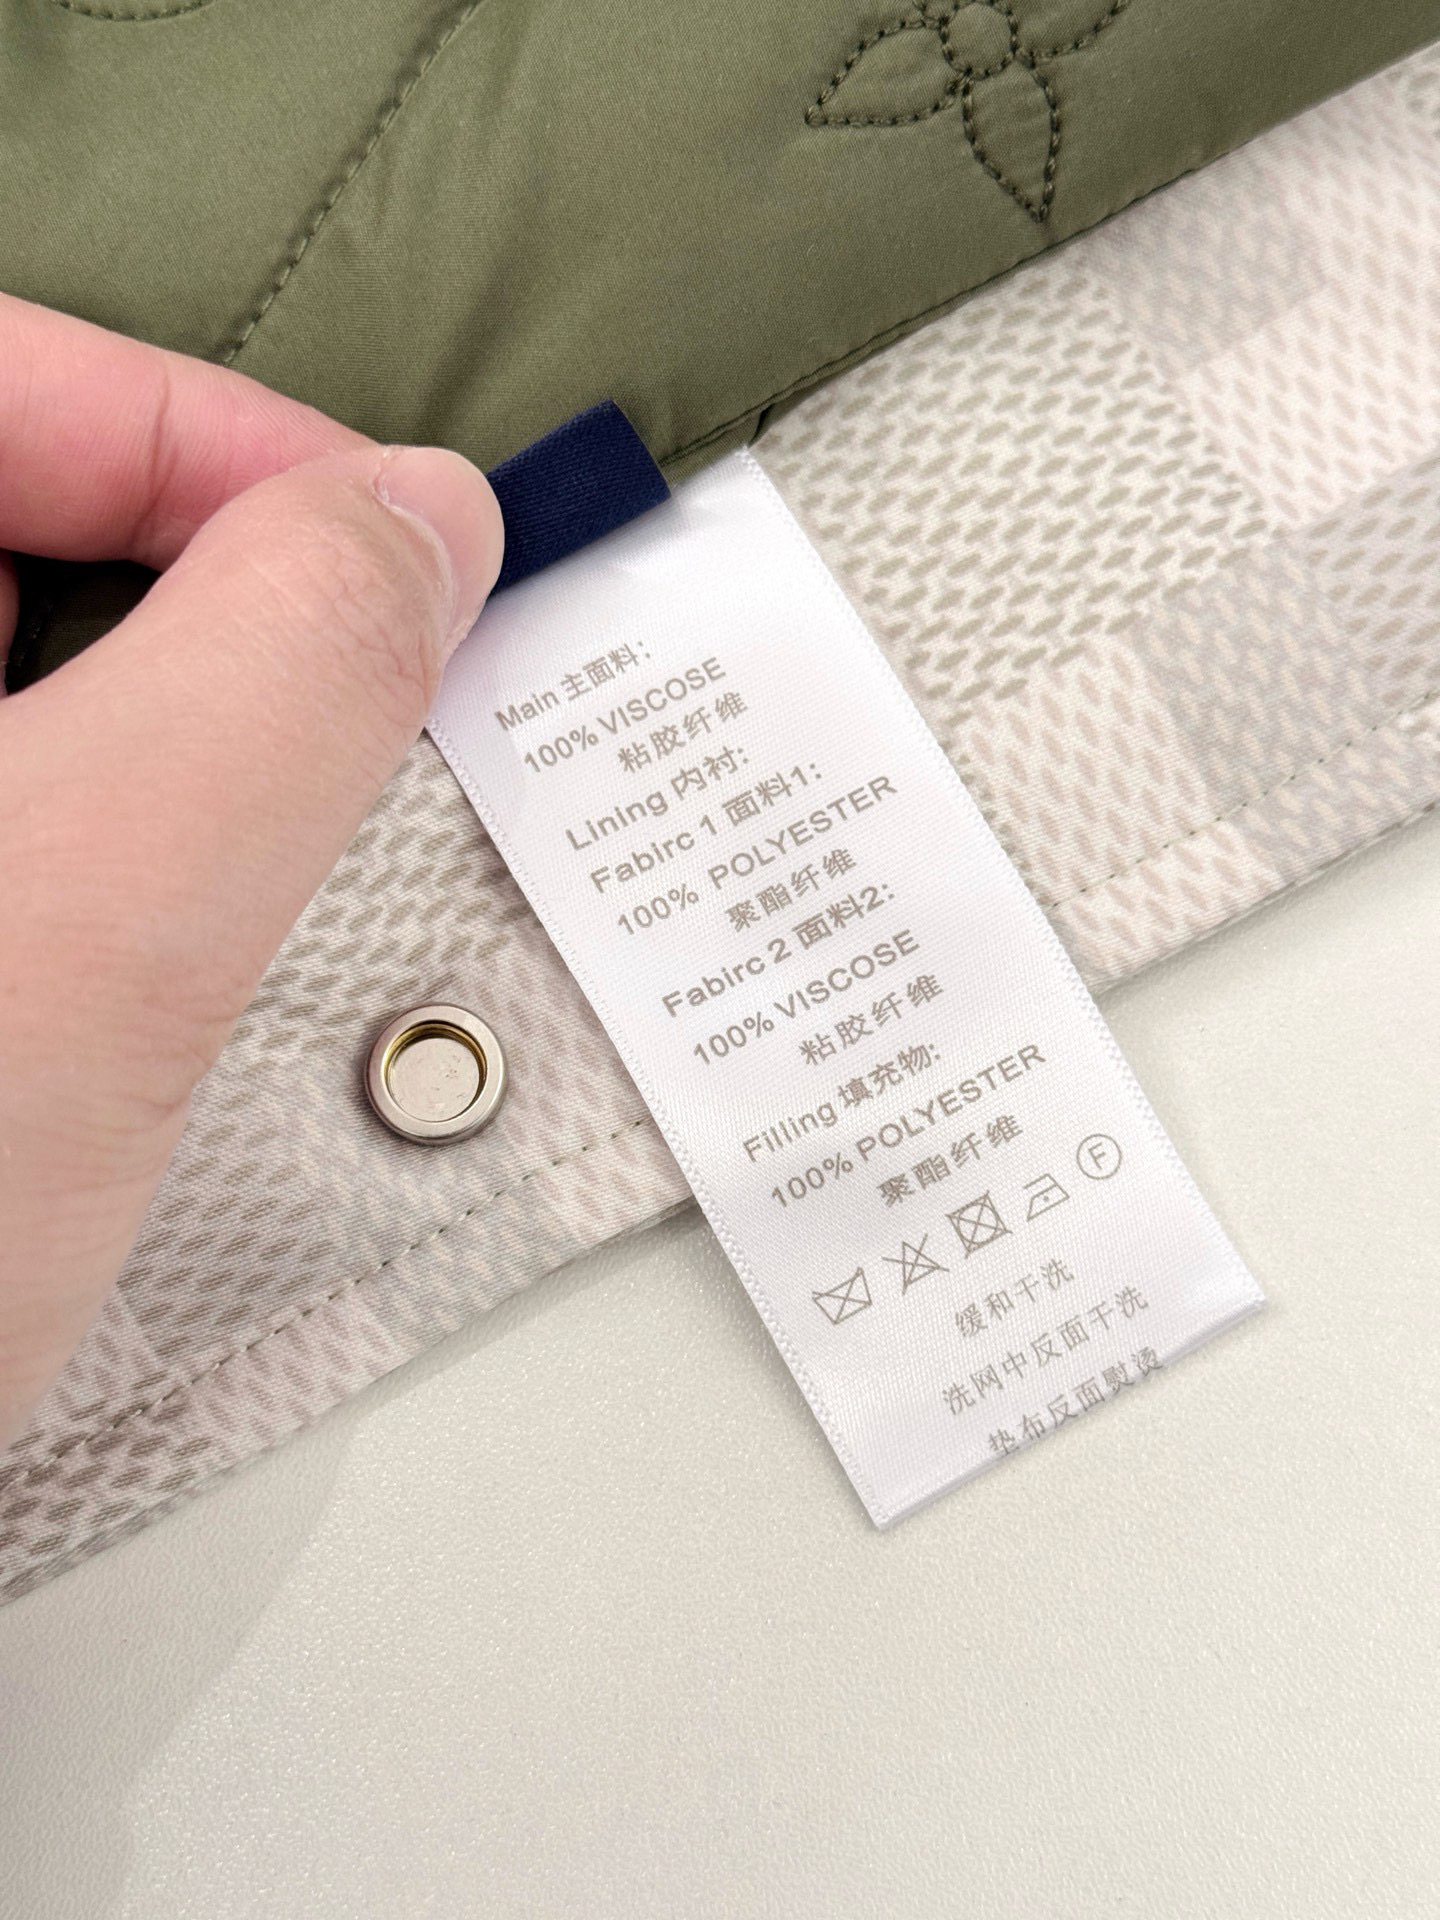 Main 主面料:
100% VISCOSE
粘胶纤维
Lining 内衬:
Fabirc 1 面料1:
100% POLYESTER
聚酯纤维
Fabirc 2 面料2:
100% VISCOSE
粘胶纤维
Filling 填充物:
100% POLYESTER
聚酯纤维
F
缓和干洗
洗网中反面干洗
垫布反面熨烫